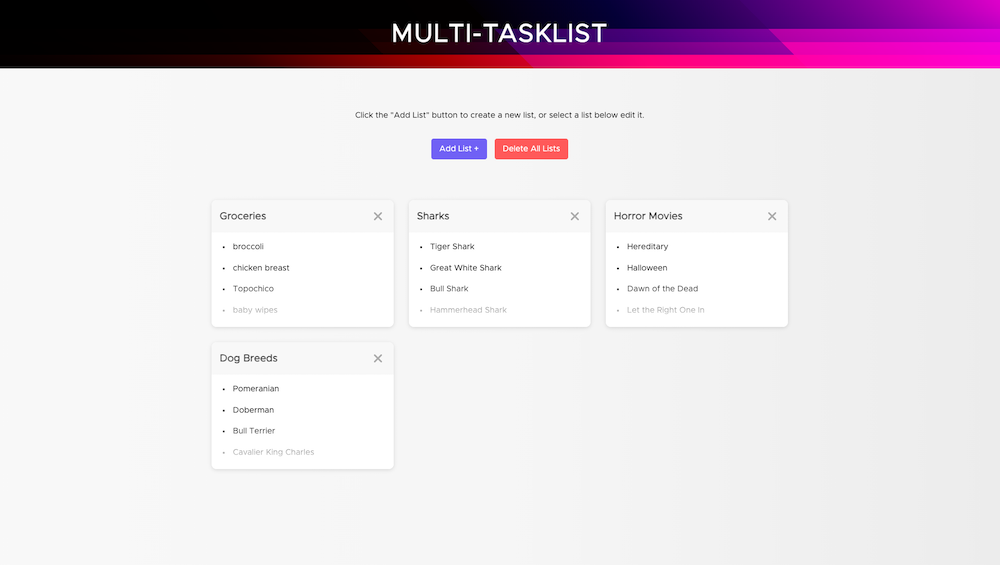 MULTI-TASKLIST
Click the "Add List" button to create a new list, or select a list below edit it.
Add List +
Delete All Lists
Groceries
broccoli
chicken breast
Topochico
baby wipes
Sharks
Tiger Shark
Great White Shark
Bull Shark
Hammerhead Shark
Horror Movies
Hereditary
Halloween
Dawn of the Dead
Let the Right One In
Dog Breeds
Pomeranian
Doberman
Bull Terrier
Cavalier King Charles